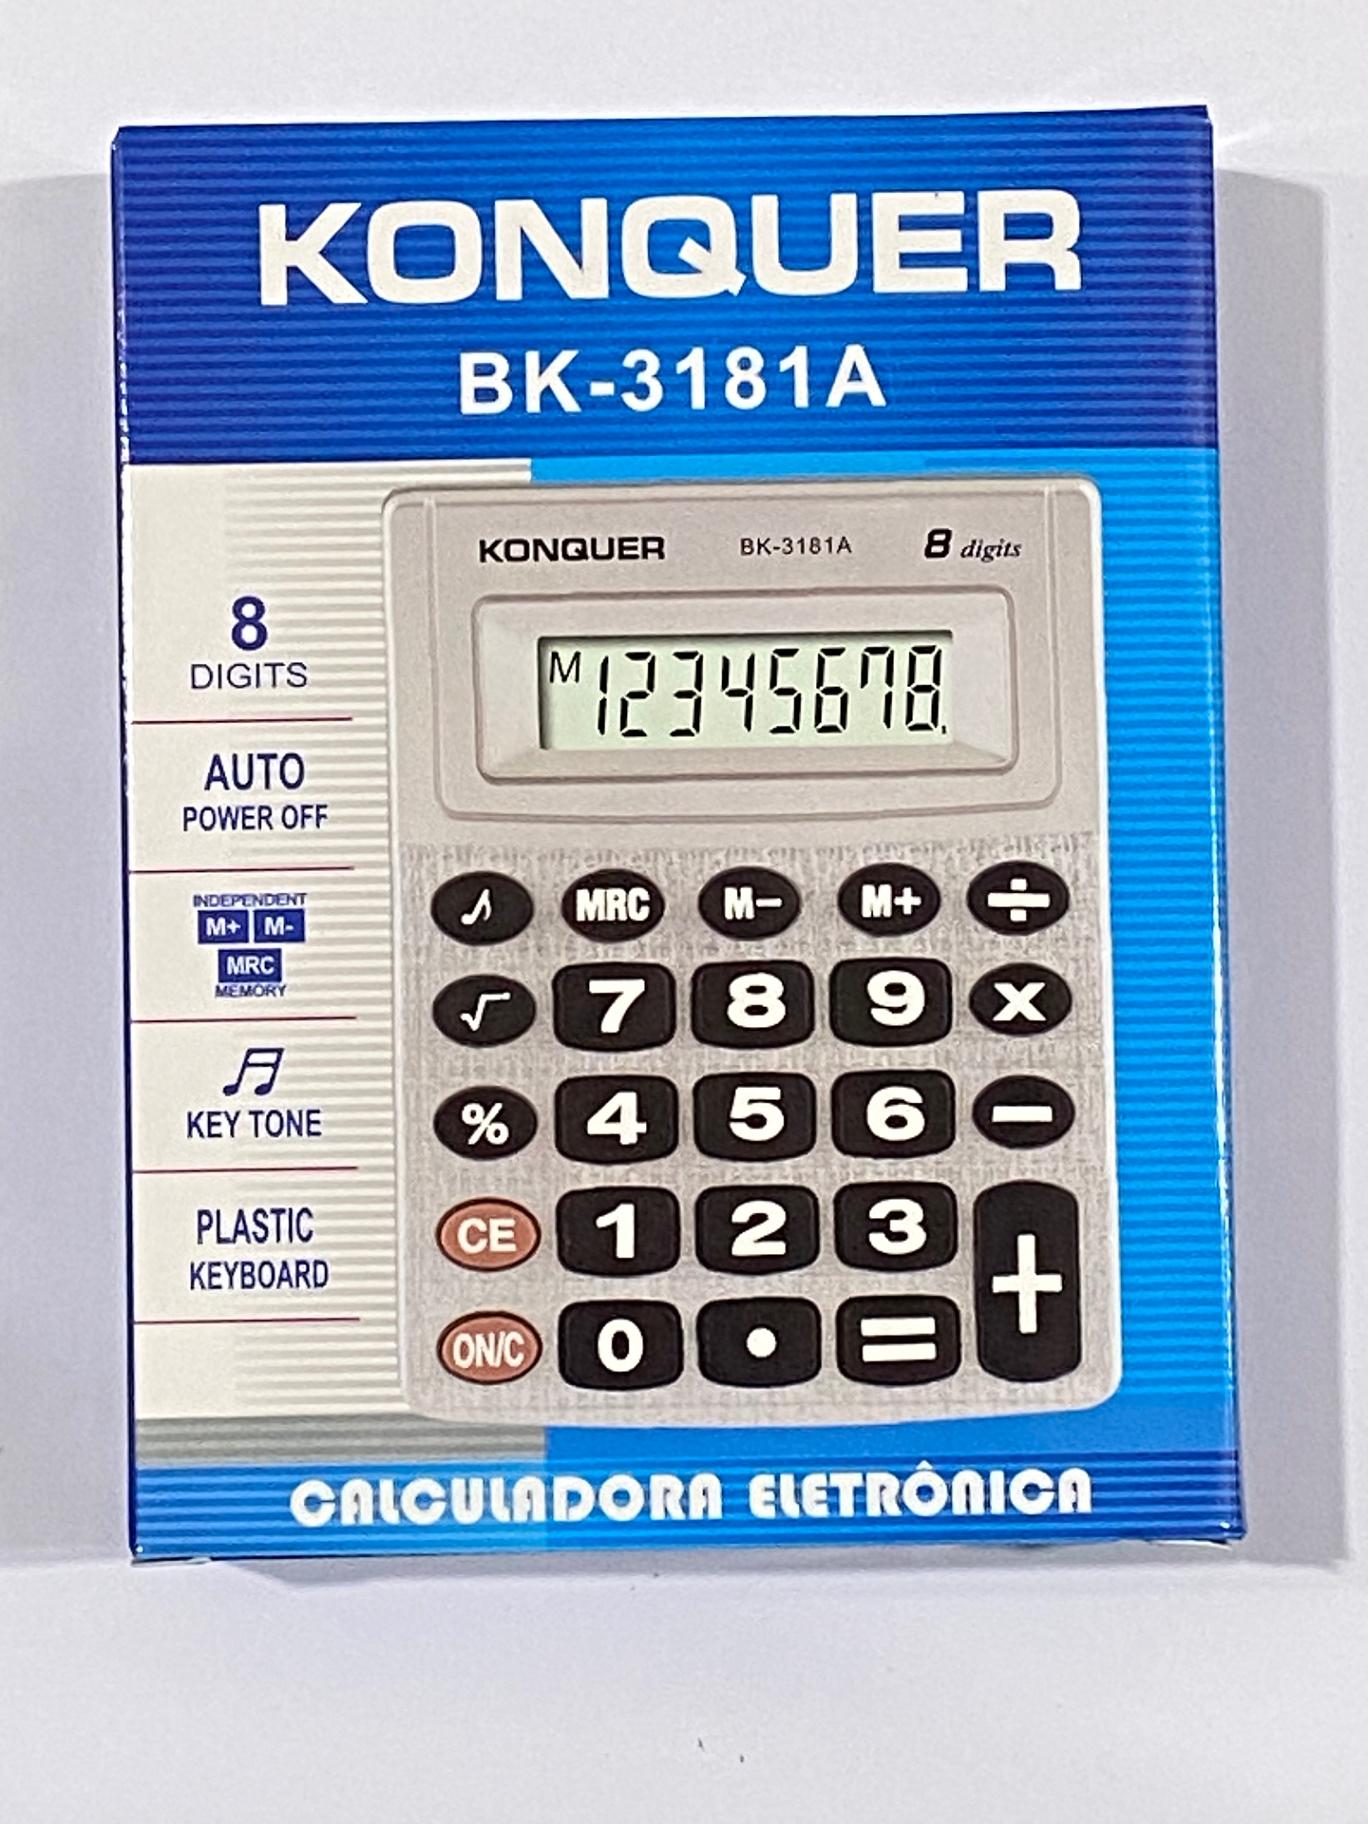 KONQUER
BK-3181A
8
DIGITS
AUTO
POWER OFF
INDEPENDENT
M+ M-
MRC
MEMORY
KEY TONE
PLASTIC
KEYBOARD
KONQUER BK-3181A 8 digits
M 12345678.
MRC M− M+ ÷
√ 7 8 9 x
% 4 5 6 −
CE 1 2 3 +
ON/C 0 • =
CALCULADORA ELETRÔNICA